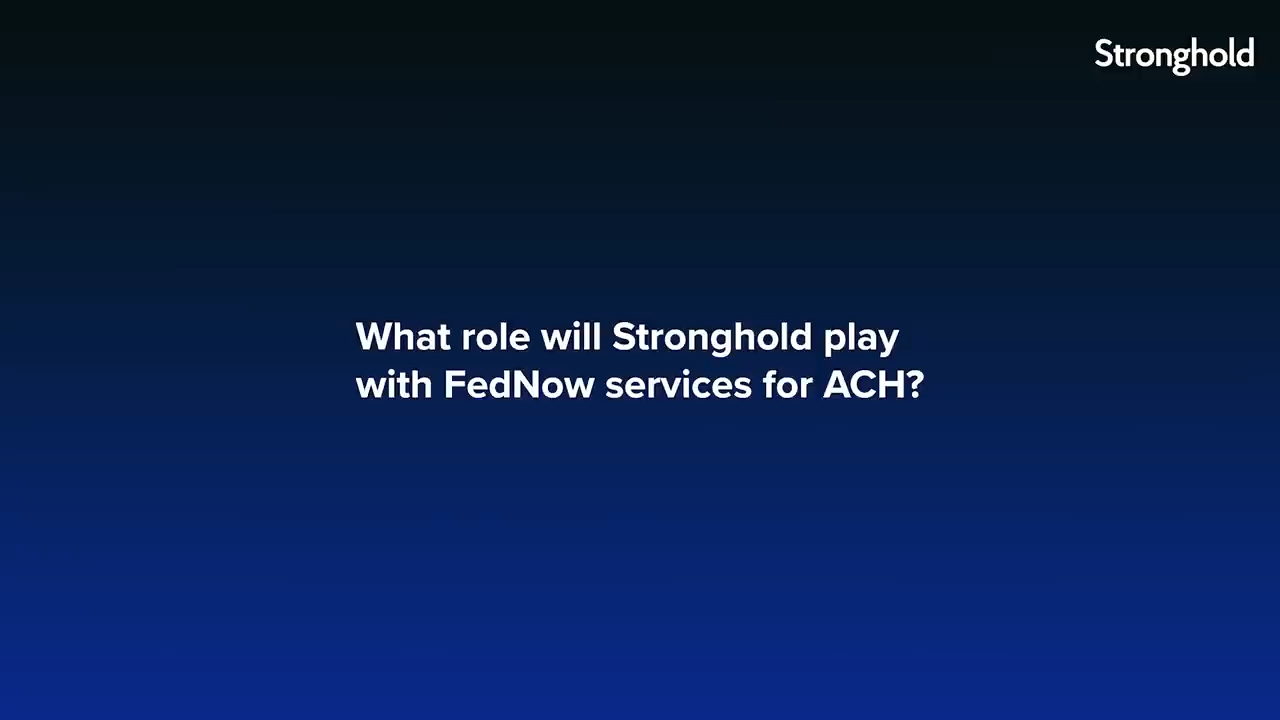 Stronghold
What role will Stronghold play
with FedNow services for ACH?